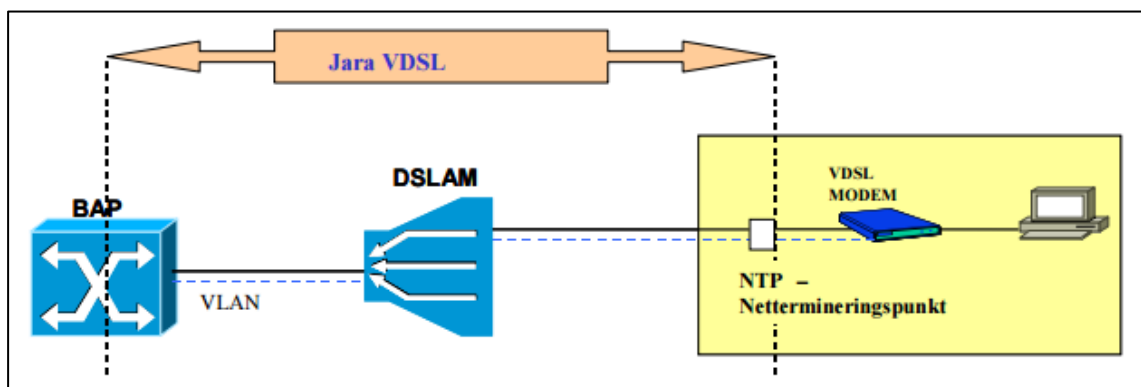 Jara VDSL
BAP
DSLAM
VDSL
MODEM
VLAN
NTP –
Nettermineringspunkt